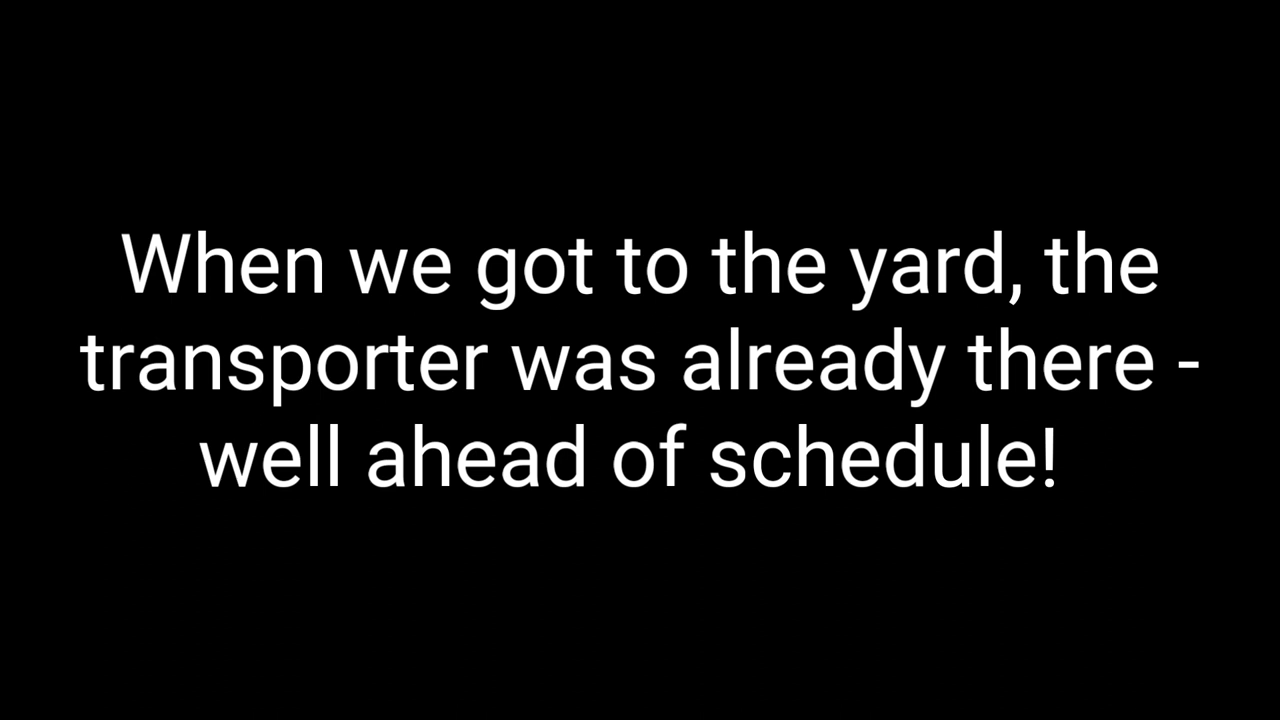 When we got to the yard, the
transporter was already there -
well ahead of schedule!